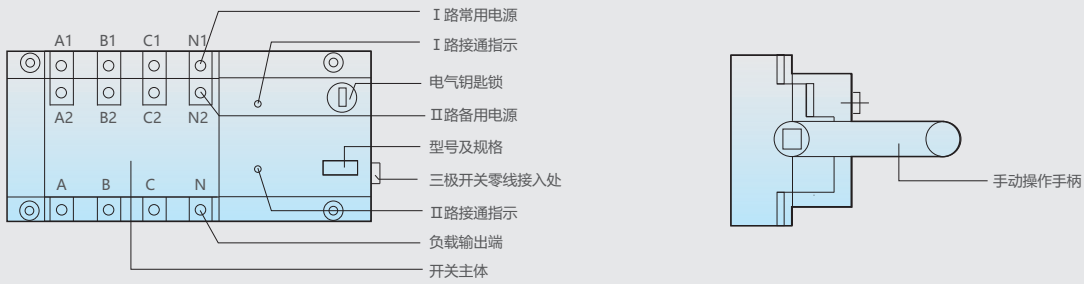 Ⅰ路常用电源
Ⅰ路接通指示
电气钥匙锁
Ⅱ路备用电源
型号及规格
三极开关零线接入处
Ⅱ路接通指示
负载输出端
开关主体
A1 B1 C1 N1
A2 B2 C2 N2
A B C N
手动操作手柄